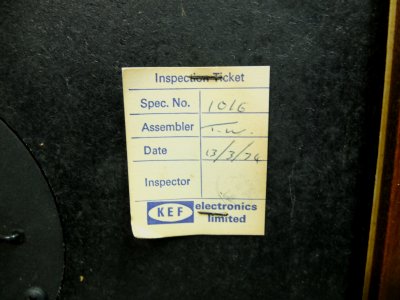 Inspection Ticket
Spec. No. 1016
Assembler T.W.
Date 13/3/74
Inspector
KEF electronics
limited